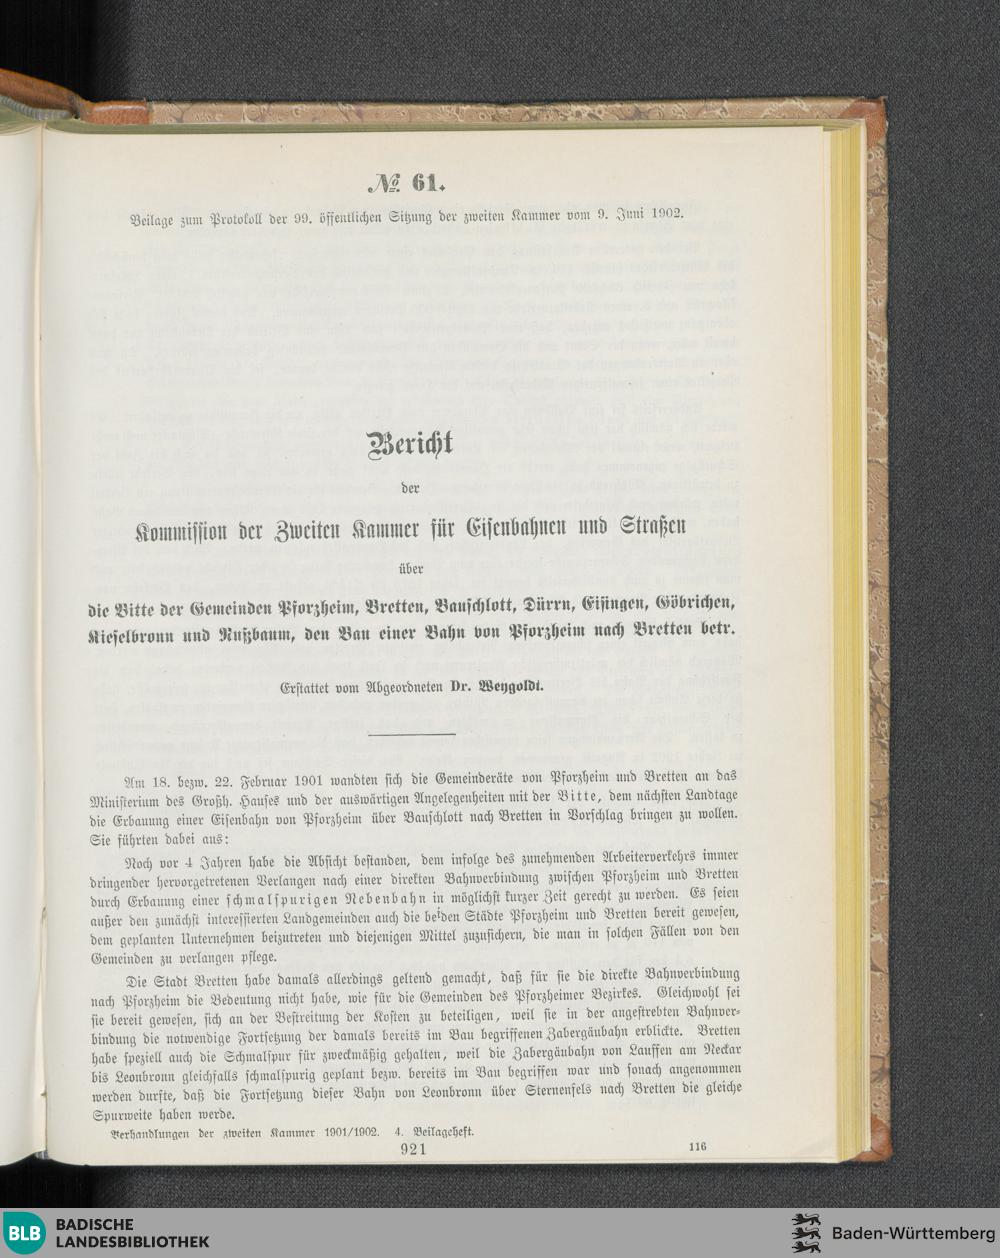 № 61.
Beilage zum Protokoll der 99. öffentlichen Sitzung der zweiten Kammer vom 9. Juni 1902.
Bericht
der
Kommission der Zweiten Kammer für Eisenbahnen und Straßen
über
die Bitte der Gemeinden Pforzheim, Bretten, Bauschlott, Dürrn, Eisingen, Göbrichen,
Kieselbronn und Nußbaum, den Bau einer Bahn von Pforzheim nach Bretten betr.
Erstattet vom Abgeordneten Dr. Weygoldt.
Am 18. bezw. 22. Februar 1901 wandten sich die Gemeinderäte von Pforzheim und Bretten an das
Ministerium des Großh. Hauses und der auswärtigen Angelegenheiten mit der Bitte, dem nächsten Landtage
die Erbauung einer Eisenbahn von Pforzheim über Bauschlott nach Bretten in Vorschlag bringen zu wollen.
Sie führten dabei aus:
Noch vor 4 Jahren habe die Absicht bestanden, dem infolge des zunehmenden Arbeiterverkehrs immer
dringender hervorgetretenen Verlangen nach einer direkten Bahnverbindung zwischen Pforzheim und Bretten
durch Erbauung einer schmalspurigen Nebenbahn in möglichst kurzer Zeit gerecht zu werden. Es seien
außer den zunächst interessierten Landgemeinden auch die beiden Städte Pforzheim und Bretten bereit gewesen,
dem geplanten Unternehmen beizutreten und diejenigen Mittel zuzusichern, die man in solchen Fällen von den
Gemeinden zu verlangen pflege.
Die Stadt Bretten habe damals allerdings geltend gemacht, daß für sie die direkte Bahnverbindung
nach Pforzheim die Bedeutung nicht habe, wie für die Gemeinden des Pforzheimer Bezirkes. Gleichwohl sei
sie bereit gewesen, sich an der Bestreitung der Kosten zu beteiligen, weil sie in der angestrebten Bahnver-
bindung die notwendige Fortsetzung der damals bereits im Bau begriffenen Zabergäubahn erblickte. Bretten
habe speziell auch die Schmalspur für zweckmäßig gehalten, weil die Zabergäubahn von Lauffen am Neckar
bis Leonbronn gleichfalls schmalspurig geplant bezw. bereits im Bau begriffen war und sonach angenommen
werden durfte, daß die Fortsetzung dieser Bahn von Leonbronn über Sternenfels nach Bretten die gleiche
Spurweite haben werde.
Verhandlungen der zweiten Kammer 1901/1902. 4. Beilageheft.
921
116
BLB
BADISCHE
LANDESBIBLIOTHEK
Baden-Württemberg